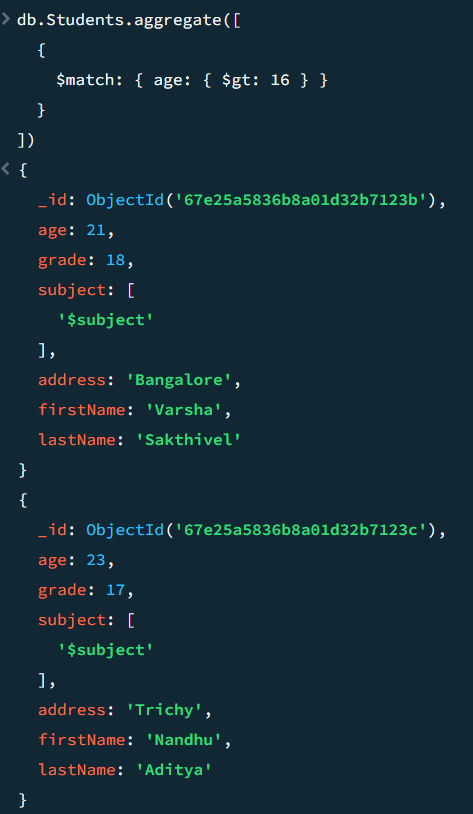 db.Students.aggregate([
{
$match: { age: { $gt: 16 } }
}
])
{
_id: ObjectId('67e25a5836b8a01d32b7123b'),
age: 21,
grade: 18,
subject: [
'$subject'
],
address: 'Bangalore',
firstName: 'Varsha',
lastName: 'Sakthivel'
}
{
_id: ObjectId('67e25a5836b8a01d32b7123c'),
age: 23,
grade: 17,
subject: [
'$subject'
],
address: 'Trichy',
firstName: 'Nandhu',
lastName: 'Aditya'
}